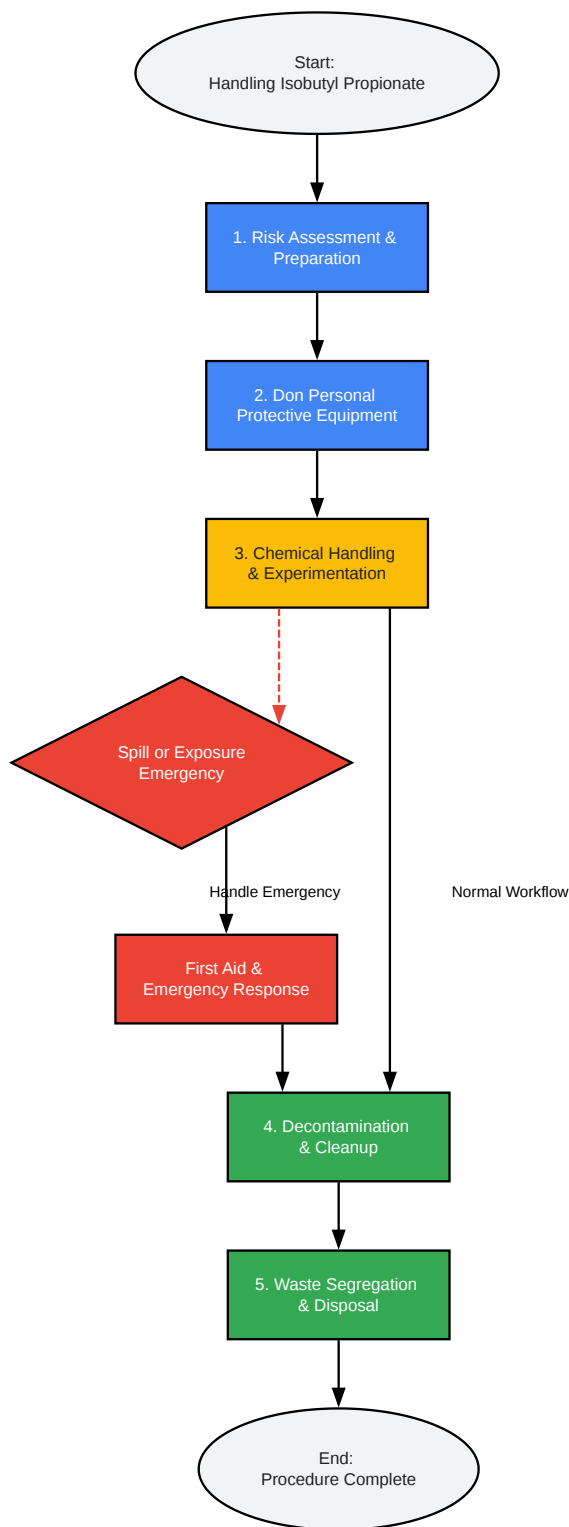 Start:
Handling Isobutyl Propionate
1. Risk Assessment &
Preparation
2. Don Personal
Protective Equipment
3. Chemical Handling
& Experimentation
Spill or Exposure
Emergency
Handle Emergency
Normal Workflow
First Aid &
Emergency Response
4. Decontamination
& Cleanup
5. Waste Segregation
& Disposal
End:
Procedure Complete